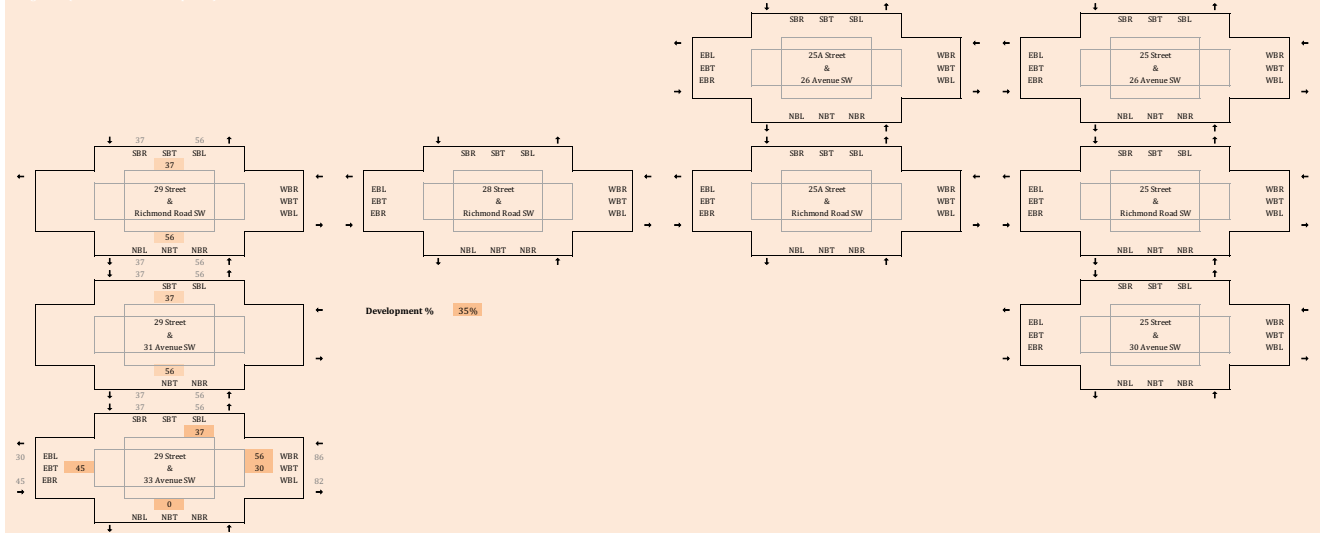 ↓ ↑ ↓ ↑
SBR SBT SBL SBR SBT SBL
← ← ← ←
EBL 25A Street WBR EBL 25 Street WBR
EBT & WBT EBT & WBT
EBR 26 Avenue SW WBL EBR 26 Avenue SW WBL
→ → → →
NBL NBT NBR NBL NBT NBR
↓ ↑ ↓ ↑
↓ 37 56 ↑ ↓ ↑ ↓ ↑ ↓ ↑
SBR SBT SBL SBR SBT SBL SBR SBT SBL SBR SBT SBL
37
← ← ← ← ← ← ← ←
29 Street WBR EBL 28 Street WBR EBL 25A Street WBR EBL 25 Street WBR
& WBT EBT & WBT EBT & WBT EBT & WBT
Richmond Road SW WBL EBR Richmond Road SW WBL EBR Richmond Road SW WBL EBR Richmond Road SW WBL
→ → → → → → →
56
NBL NBT NBR NBL NBT NBR NBL NBT NBR NBL NBT NBR
↓ 37 56 ↑ ↓ ↑ ↓ ↑ ↓ ↑
↓ 37 56 ↑ ↓ ↑
SBT SBL SBR SBT SBL
37
← Development % 35% ← ←
29 Street EBL 25 Street WBR
& EBT & WBT
31 Avenue SW EBR 30 Avenue SW WBL
→ → →
56
NBT NBR NBL NBT NBR
↓ 37 56 ↑ ↓ ↑
↓ 37 56 ↑
SBR SBT SBL
37
← ←
30 EBL 29 Street 56 WBR 86
EBT 45 & 30 WBT
45 EBR 33 Avenue SW WBL 82
→ →
0
NBL NBT NBR
↓ ↑